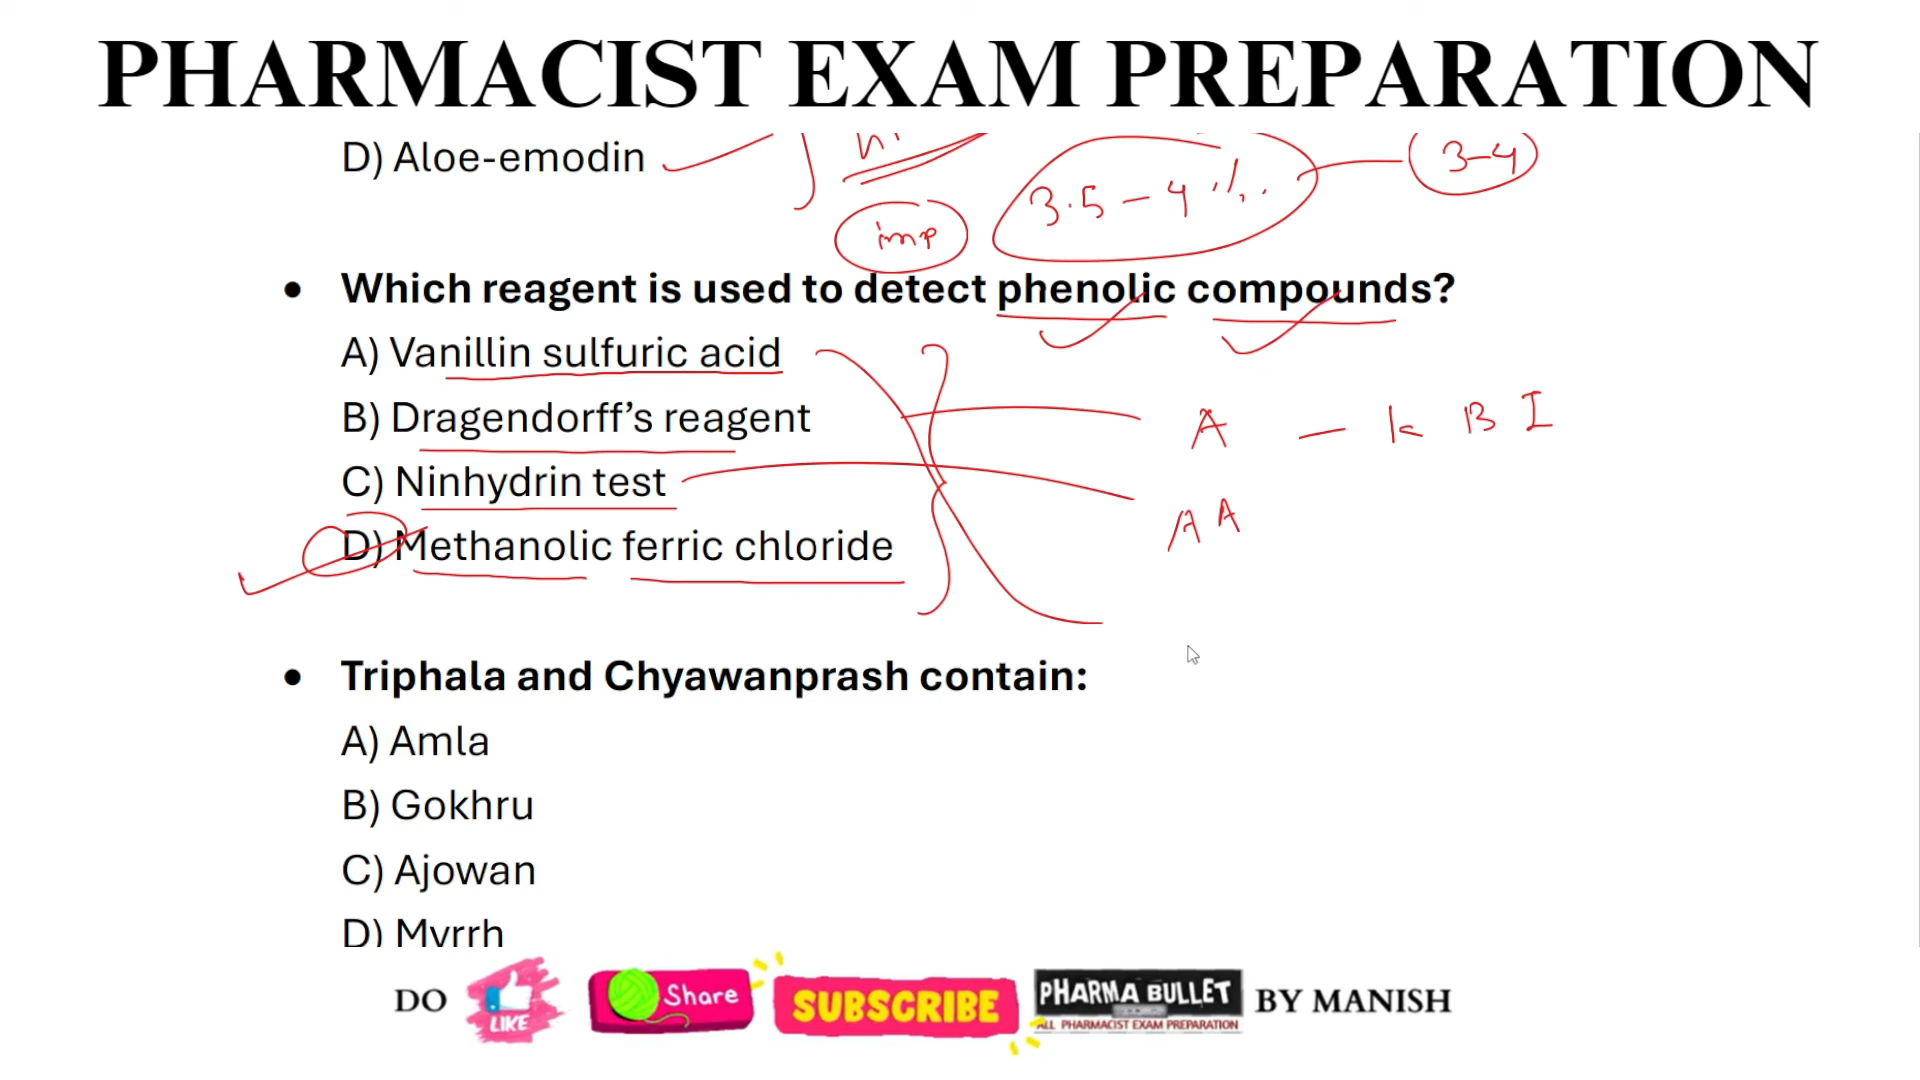 PHARMACIST EXAM PREPARATION
D) Aloe-emodin
3.5 – 4 %.
3–4
imp
• Which reagent is used to detect phenolic compounds?
A) Vanillin sulfuric acid
B) Dragendorff’s reagent
A – K B I
C) Ninhydrin test
A A
D) Methanolic ferric chloride
• Triphala and Chyawanprash contain:
A) Amla
B) Gokhru
C) Ajowan
D) Myrrh
DO LIKE Share SUBSCRIBE PHARMA BULLET BY MANISH
ALL PHARMACIST EXAM PREPARATION